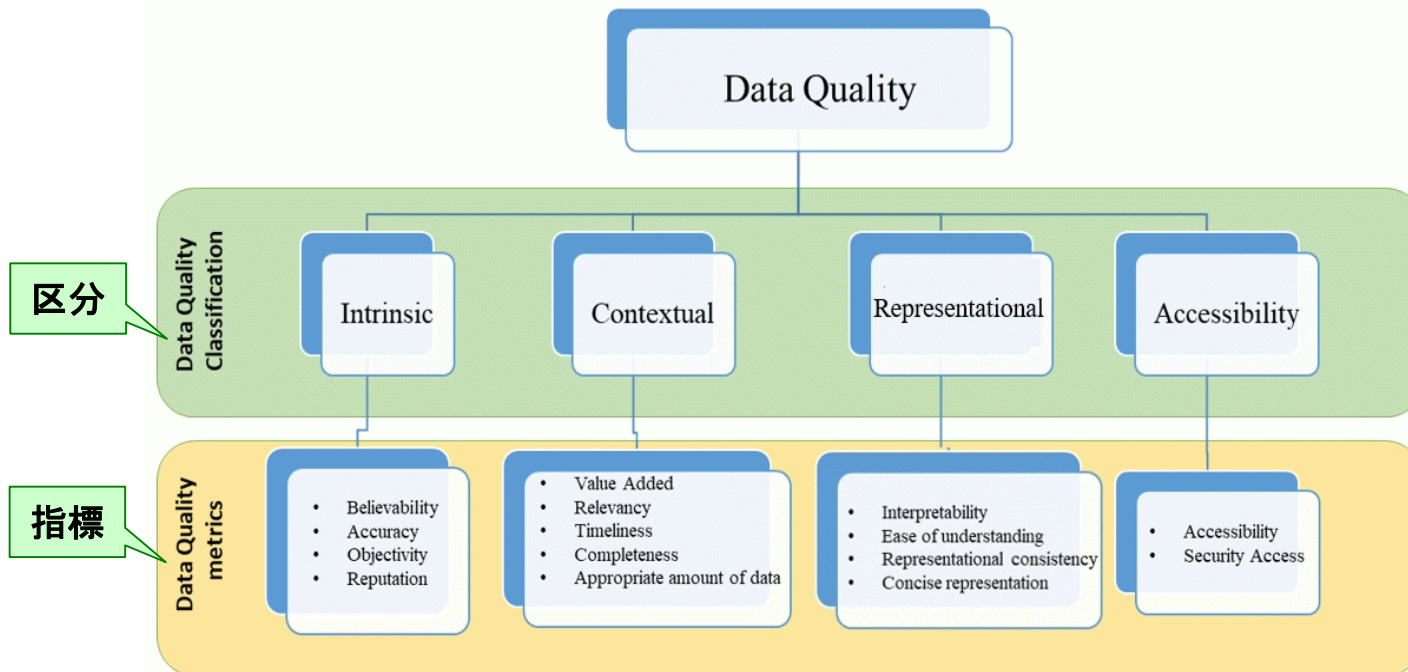 Data Quality
区分
Data Quality
Classification
Intrinsic
Contextual
Representational
Accessibility
指標
Data Quality
metrics
• Believability
• Accuracy
• Objectivity
• Reputation
• Value Added
• Relevancy
• Timeliness
• Completeness
• Appropriate amount of data
• Interpretability
• Ease of understanding
• Representational consistency
• Concise representation
• Accessibility
• Security Access